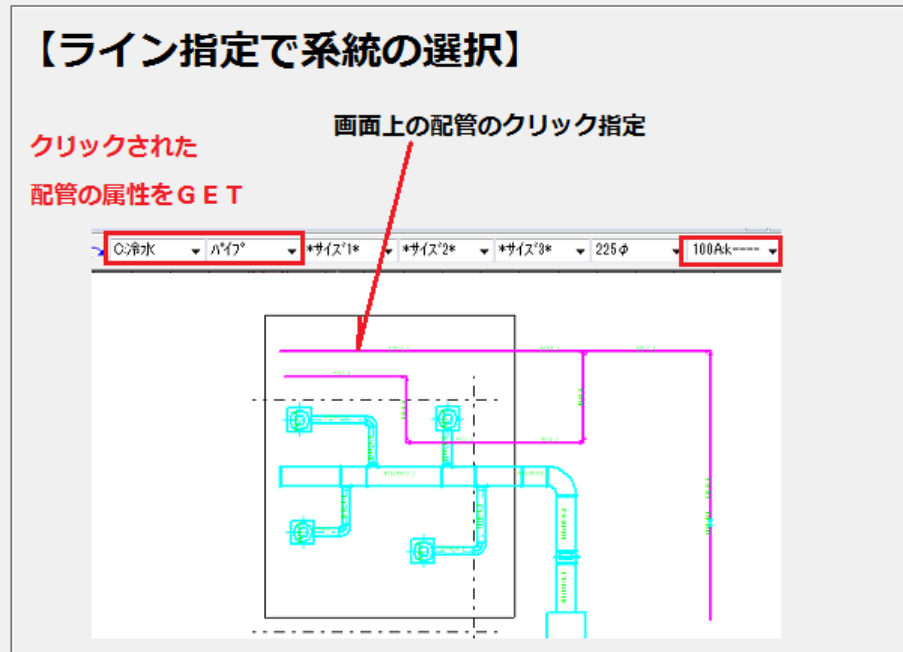 【ライン指定で系統の選択】
画面上の配管のクリック指定
クリックされた
配管の属性をＧＥＴ
C:冷水 ﾊﾟｲﾌﾟ *ｻｲｽﾞ1* *ｻｲｽﾞ2* *ｻｲｽﾞ3* 225φ 100A:k----